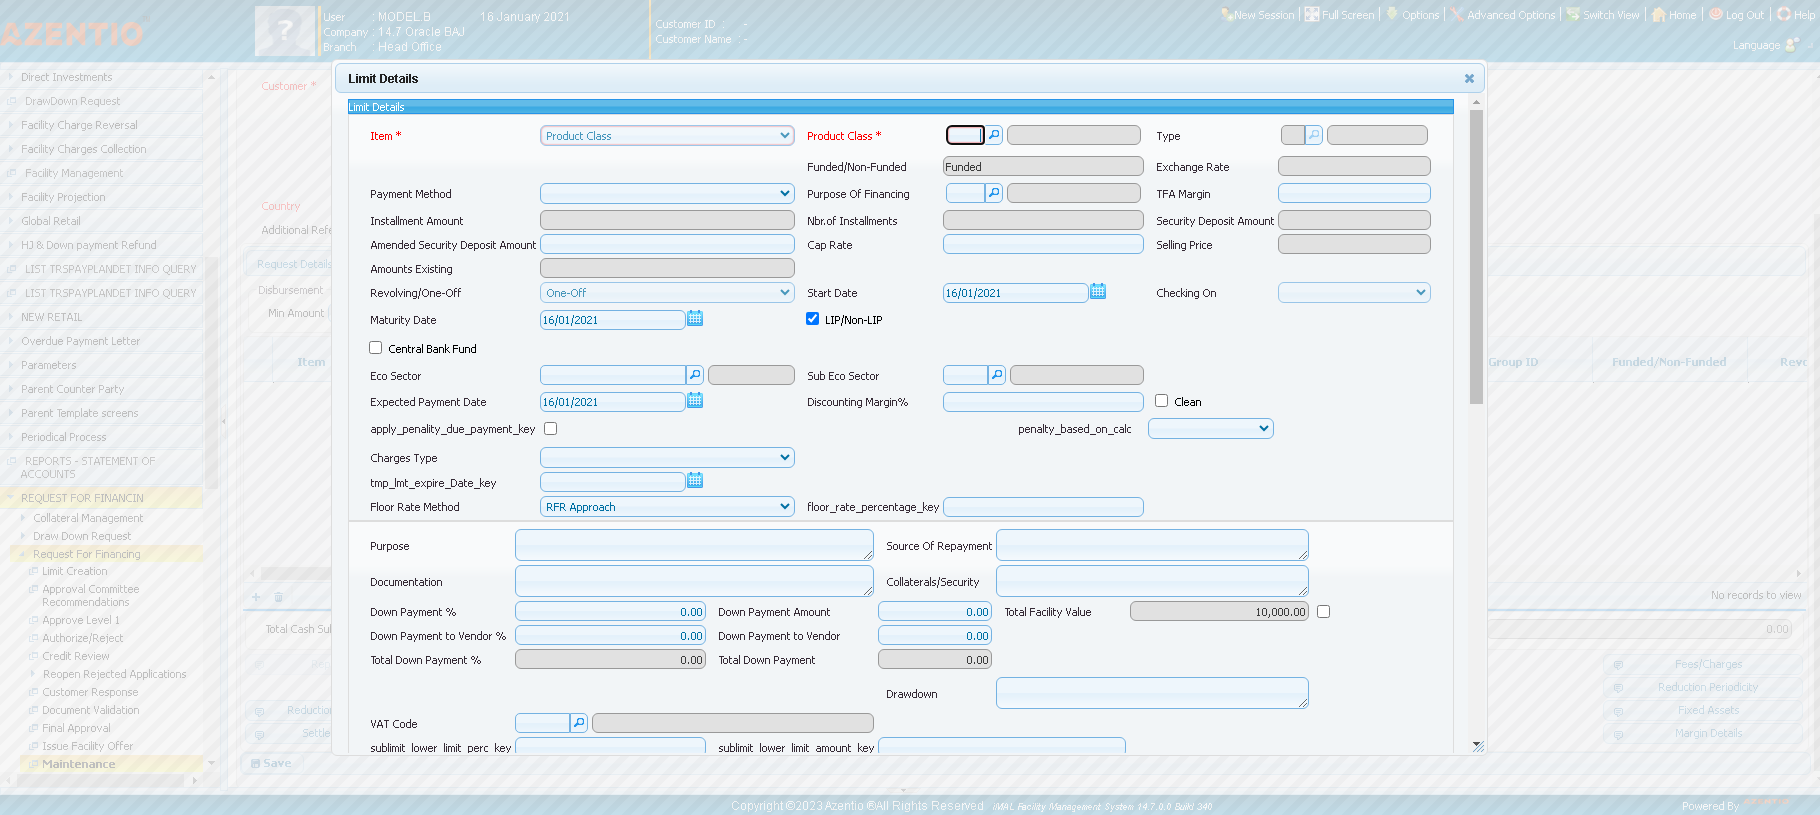 AZENTIO
User : MODEL B 16 January 2021
Company : 14.7 Oracle BAJ
Branch : Head Office
Customer ID : -
Customer Name : -
New Session Full Screen Options Advanced Options Switch View Home Log Out Help
Language
Direct Investments
DrawDown Request
Facility Charge Reversal
Facility Charges Collection
Facility Management
Facility Projection
Global Retail
HJ & Down payment Refund
LIST TRSPAYPLANDET INFO QUERY
LIST TRSPAYPLANDET INFO QUERY
NEW RETAIL
Overdue Payment Letter
Parameters
Parent Counter Party
Parent Template screens
Periodical Process
REPORTS - STATEMENT OF
ACCOUNTS
REQUEST FOR FINANCIN
Collateral Management
Draw Down Request
Request For Financing
Limit Creation
Approval Committee
Recommendations
Approve Level 1
Authorize/Reject
Credit Review
Reopen Rejected Applications
Customer Response
Document Validation
Final Approval
Issue Facility Offer
Maintenance
Customer *
Country
Additional Refe
Request Details
Disbursement
Min Amount
Item
Group ID Funded/Non-Funded Revo
No records to view
Total Cash Sub
0.00
Reduction
Settle
Fees/Charges
Reduction Periodicity
Fixed Assets
Margin Details
Save
Limit Details
Limit Details
Item * Product Class Product Class * Type
Funded/Non-Funded Funded Exchange Rate
Payment Method Purpose Of Financing TFA Margin
Installment Amount Nbr.of Installments Security Deposit Amount
Amended Security Deposit Amount Cap Rate Selling Price
Amounts Existing
Revolving/One-Off One-Off Start Date 16/01/2021 Checking On
Maturity Date 16/01/2021 LIP/Non-LIP
Central Bank Fund
Eco Sector Sub Eco Sector
Expected Payment Date 16/01/2021 Discounting Margin% Clean
apply_penality_due_payment_key penalty_based_on_calc
Charges Type
tmp_lmt_expire_Date_key
Floor Rate Method RFR Approach floor_rate_percentage_key
Purpose Source Of Repayment
Documentation Collaterals/Security
Down Payment % 0.00 Down Payment Amount 0.00 Total Facility Value 10,000.00
Down Payment to Vendor % 0.00 Down Payment to Vendor 0.00
Total Down Payment % 0.00 Total Down Payment 0.00
Drawdown
VAT Code
sublimit_lower_limit_perc_key sublimit_lower_limit_amount_key
Copyright ©2023 Azentio ®All Rights Reserved iMAL Facility Management System 14.7.0.0 Build 340
Powered By